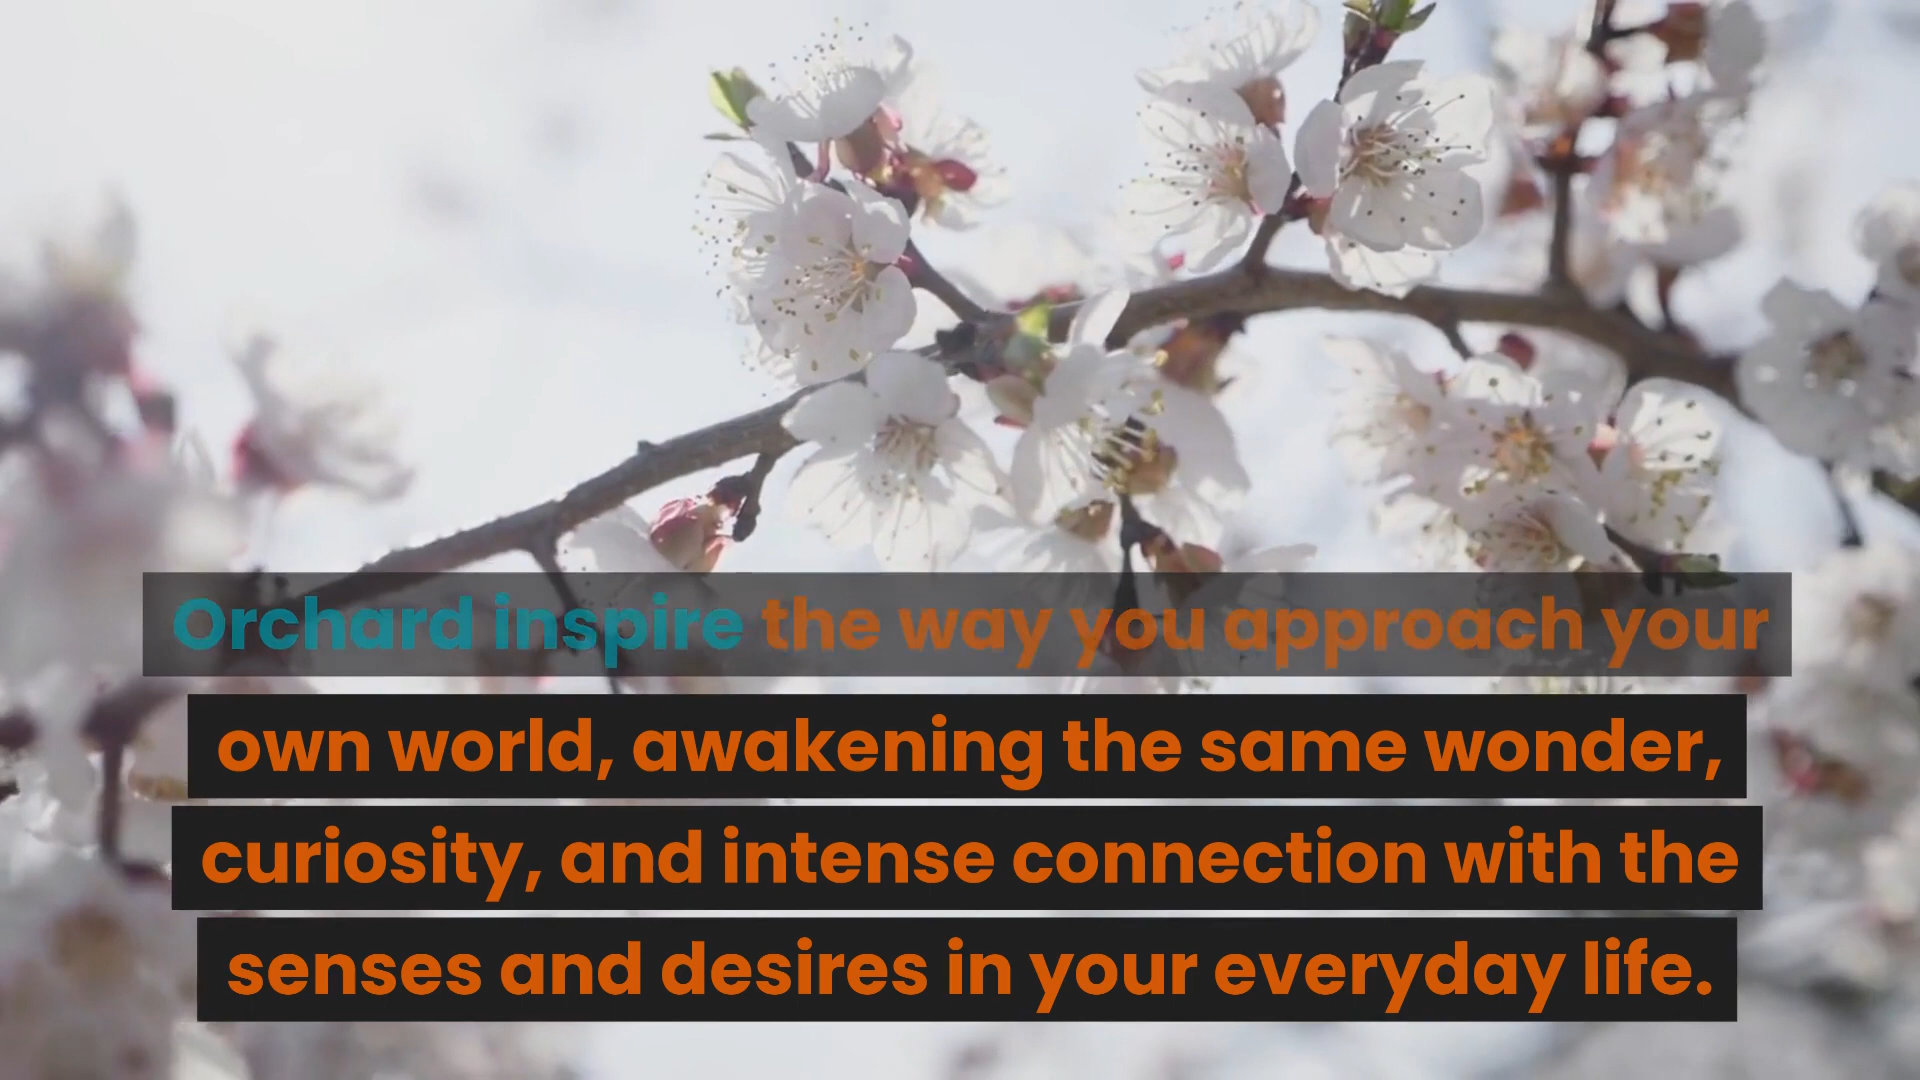 Orchard inspire the way you approach your
own world, awakening the same wonder,
curiosity, and intense connection with the
senses and desires in your everyday life.